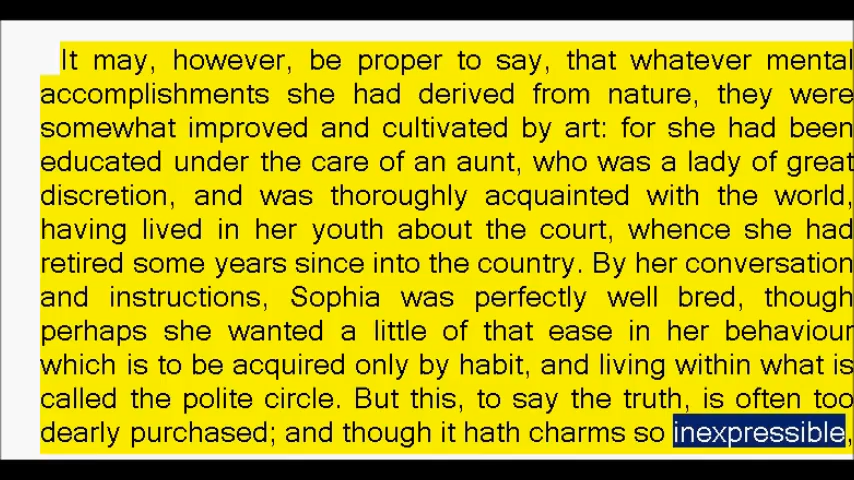 It may, however, be proper to say, that whatever mental
accomplishments she had derived from nature, they were
somewhat improved and cultivated by art: for she had been
educated under the care of an aunt, who was a lady of great
discretion, and was thoroughly acquainted with the world,
having lived in her youth about the court, whence she had
retired some years since into the country. By her conversation
and instructions, Sophia was perfectly well bred, though
perhaps she wanted a little of that ease in her behaviour
which is to be acquired only by habit, and living within what is
called the polite circle. But this, to say the truth, is often too
dearly purchased; and though it hath charms so inexpressible,